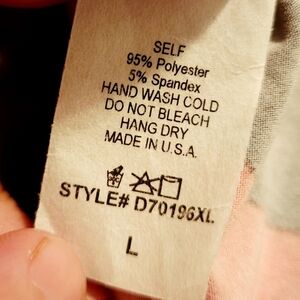 SELF
95% Polyester
5% Spandex
HAND WASH COLD
DO NOT BLEACH
HANG DRY
MADE IN U.S.A.
STYLE# D70196XL
L